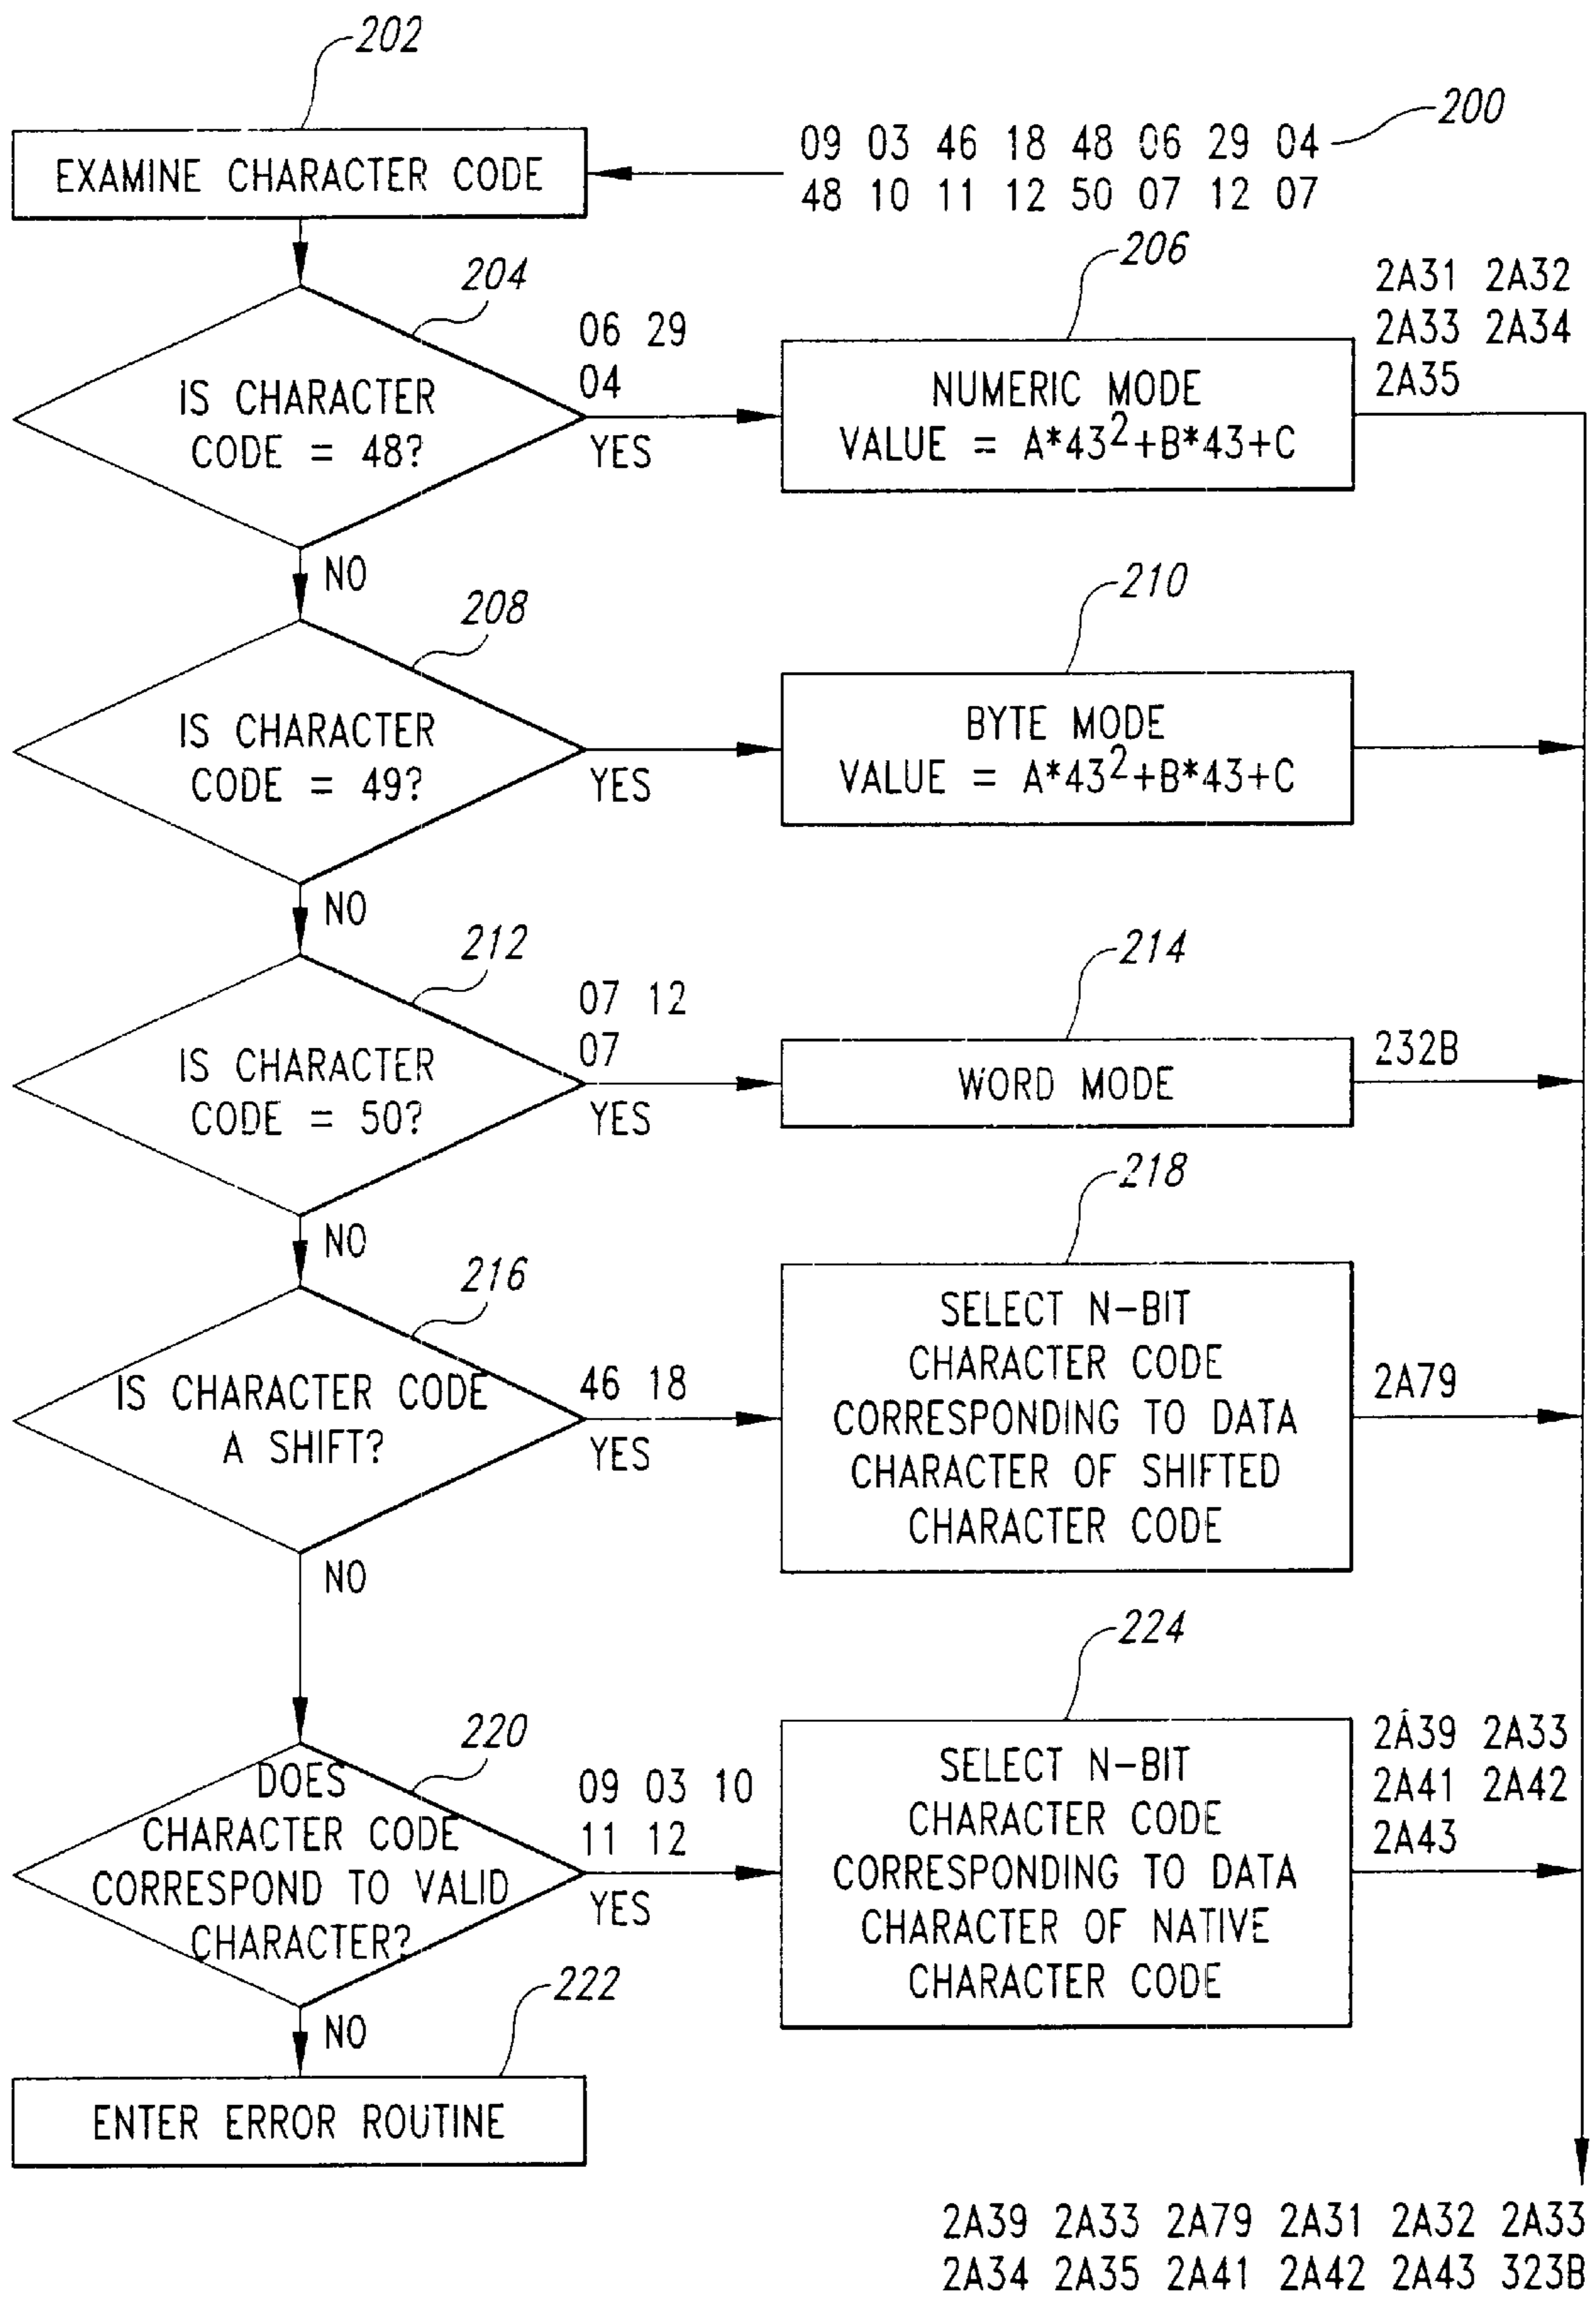 202
200
09 03 46 18 48 06 29 04
48 10 11 12 50 07 12 07
EXAMINE CHARACTER CODE
204
206
06 29
04
YES
IS CHARACTER
CODE = 48?
NUMERIC MODE
VALUE = A*43²+B*43+C
2A31 2A32
2A33 2A34
2A35
NO
208
210
IS CHARACTER
CODE = 49?
YES
BYTE MODE
VALUE = A*43²+B*43+C
NO
212
214
07 12
07
YES
IS CHARACTER
CODE = 50?
WORD MODE
232B
NO
216
218
IS CHARACTER CODE
A SHIFT?
46 18
YES
SELECT N-BIT
CHARACTER CODE
CORRESPONDING TO DATA
CHARACTER OF SHIFTED
CHARACTER CODE
2A79
NO
220
224
DOES
CHARACTER CODE
CORRESPOND TO VALID
CHARACTER?
09 03 10
11 12
YES
SELECT N-BIT
CHARACTER CODE
CORRESPONDING TO DATA
CHARACTER OF NATIVE
CHARACTER CODE
2A39 2A33
2A41 2A42
2A43
NO
222
ENTER ERROR ROUTINE
2A39 2A33 2A79 2A31 2A32 2A33
2A34 2A35 2A41 2A42 2A43 323B